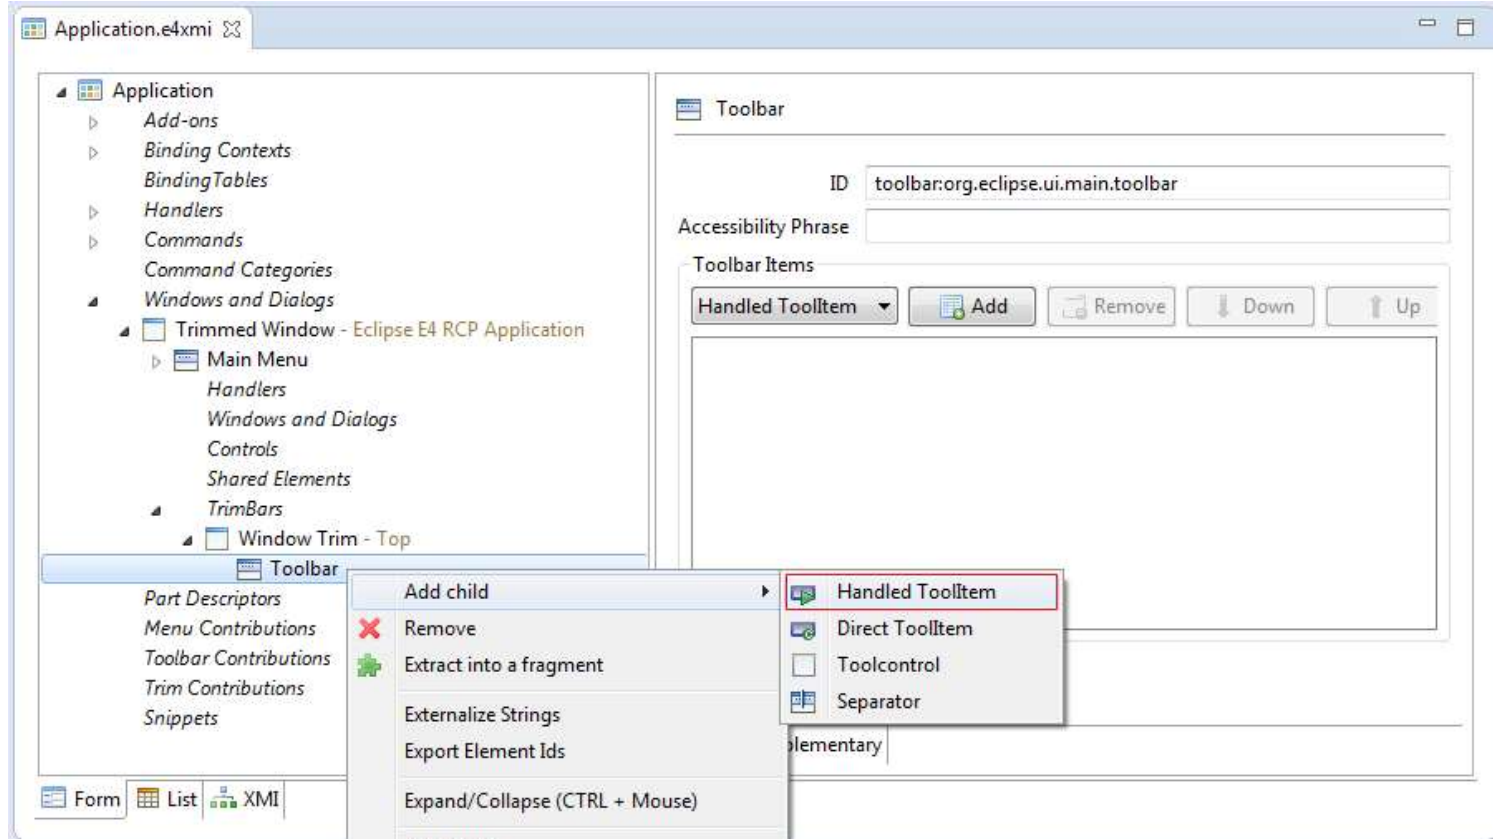 Application.e4xmi
Application
Add-ons
Binding Contexts
BindingTables
Handlers
Commands
Command Categories
Windows and Dialogs
Trimmed Window - Eclipse E4 RCP Application
Main Menu
Handlers
Windows and Dialogs
Controls
Shared Elements
TrimBars
Window Trim - Top
Toolbar
Part Descriptors
Menu Contributions
Toolbar Contributions
Trim Contributions
Snippets
Form List XMI
Toolbar
ID toolbar:org.eclipse.ui.main.toolbar
Accessibility Phrase
Toolbar Items
Handled ToolItem Add Remove Down Up
Add child
Remove
Extract into a fragment
Externalize Strings
Export Element Ids
Expand/Collapse (CTRL + Mouse)
Handled ToolItem
Direct ToolItem
Toolcontrol
Separator
plementary